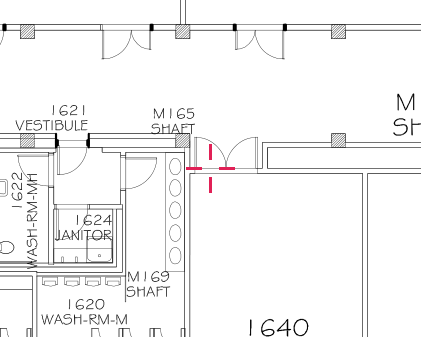 M
SH
1621
VESTIBULE
M165
SHAFT
1622
WASH-RM-MH
1624
JANITOR
M169
SHAFT
1620
WASH-RM-M
1640